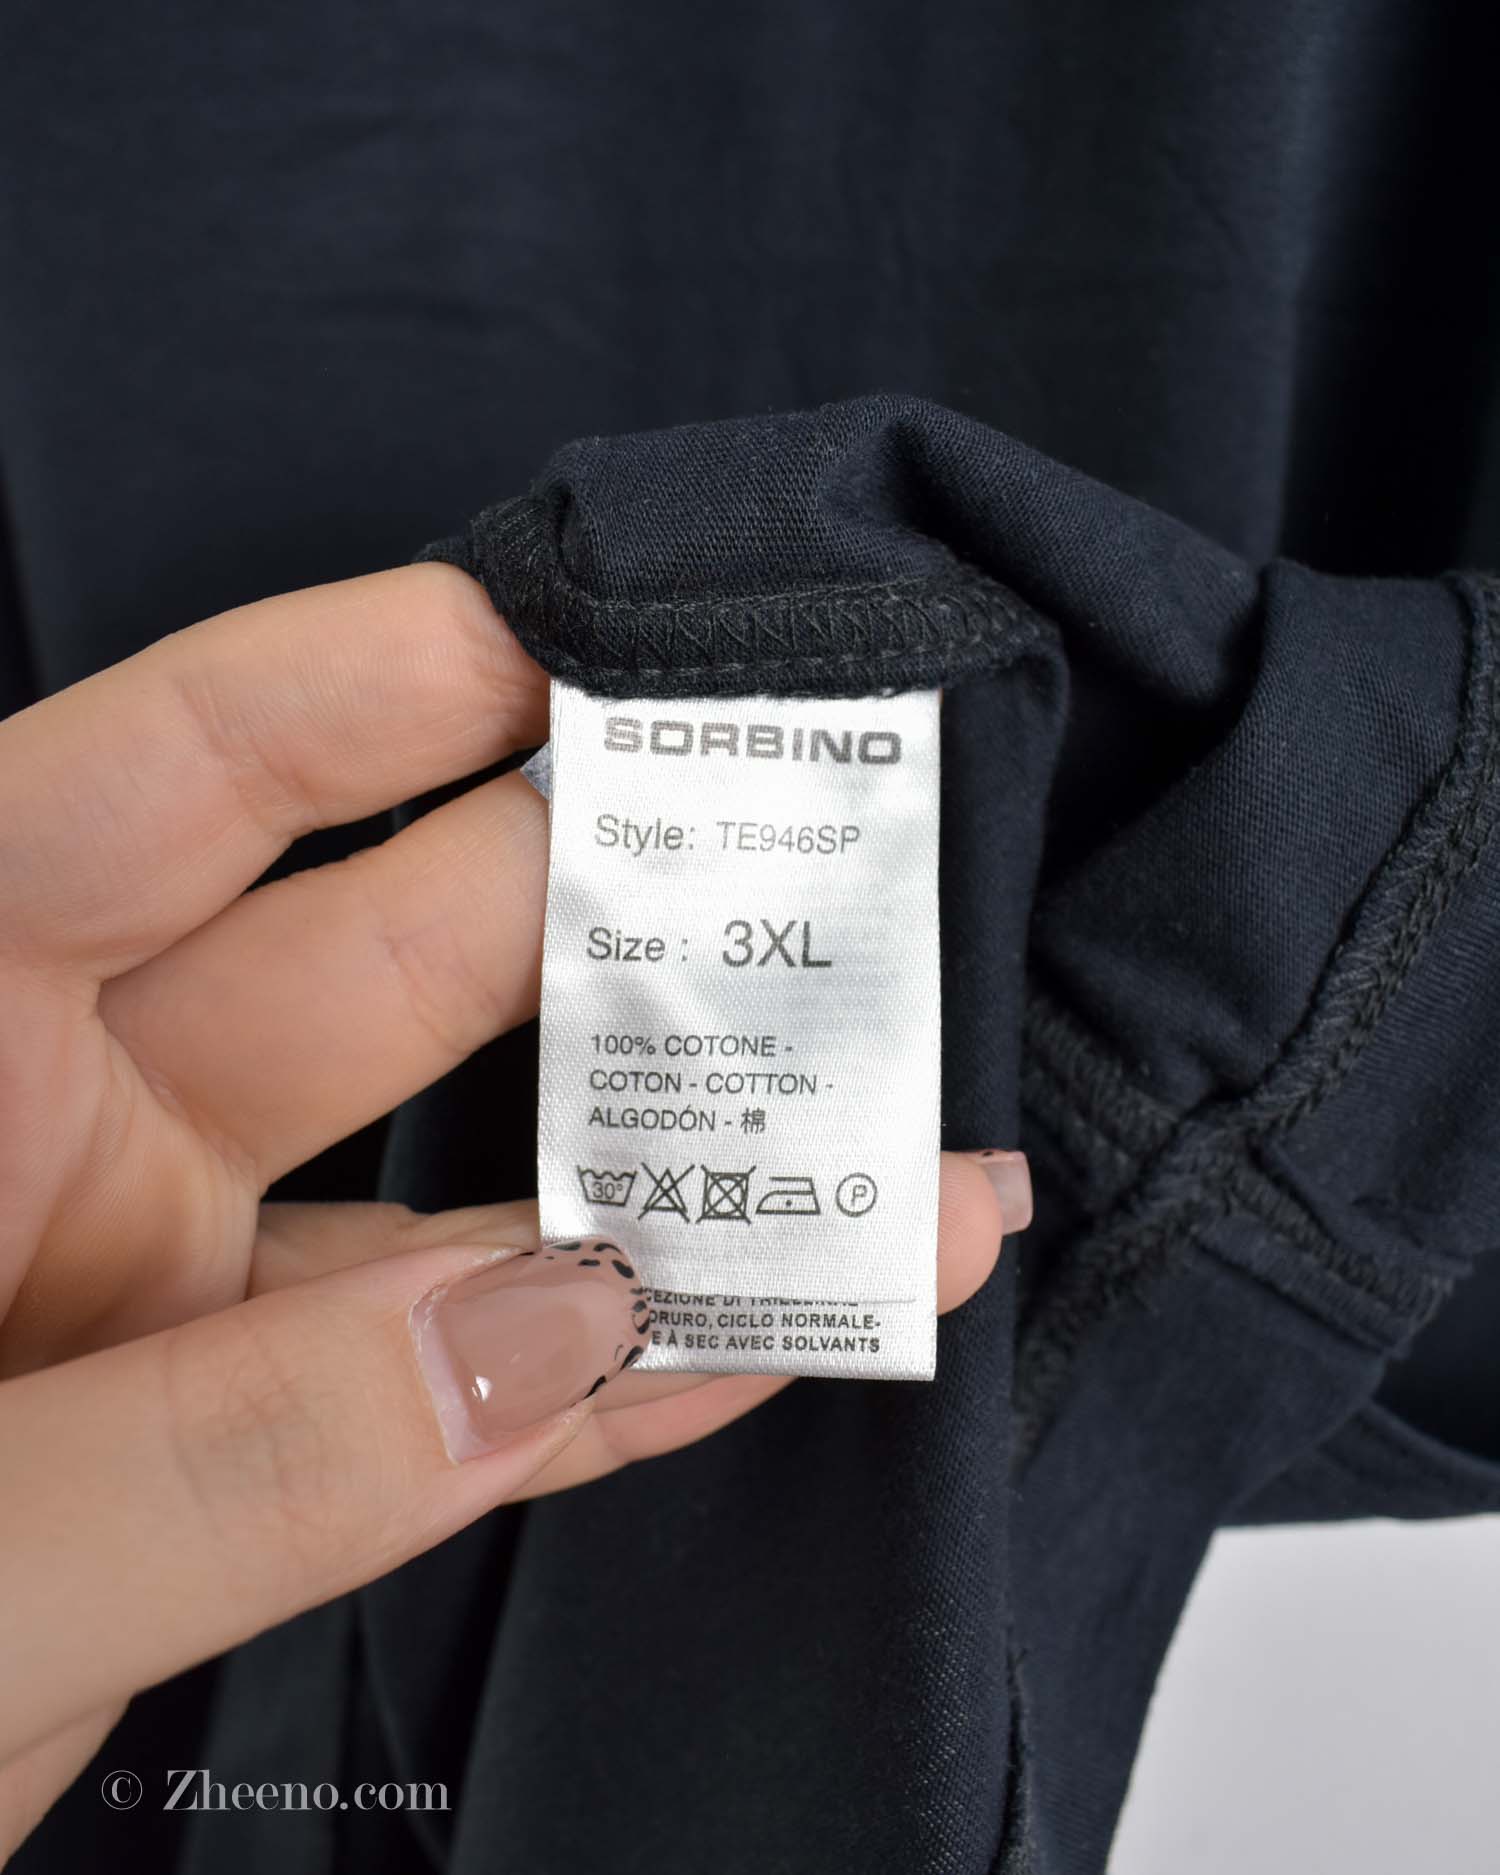 SORBINO
Style: TE946SP
Size : 3XL
100% COTONE -
COTON - COTTON -
ALGODÓN - 棉
30° P
DI
CICLO NORMALE-
À SEC AVEC SOLVANTS
© Zheeno.com